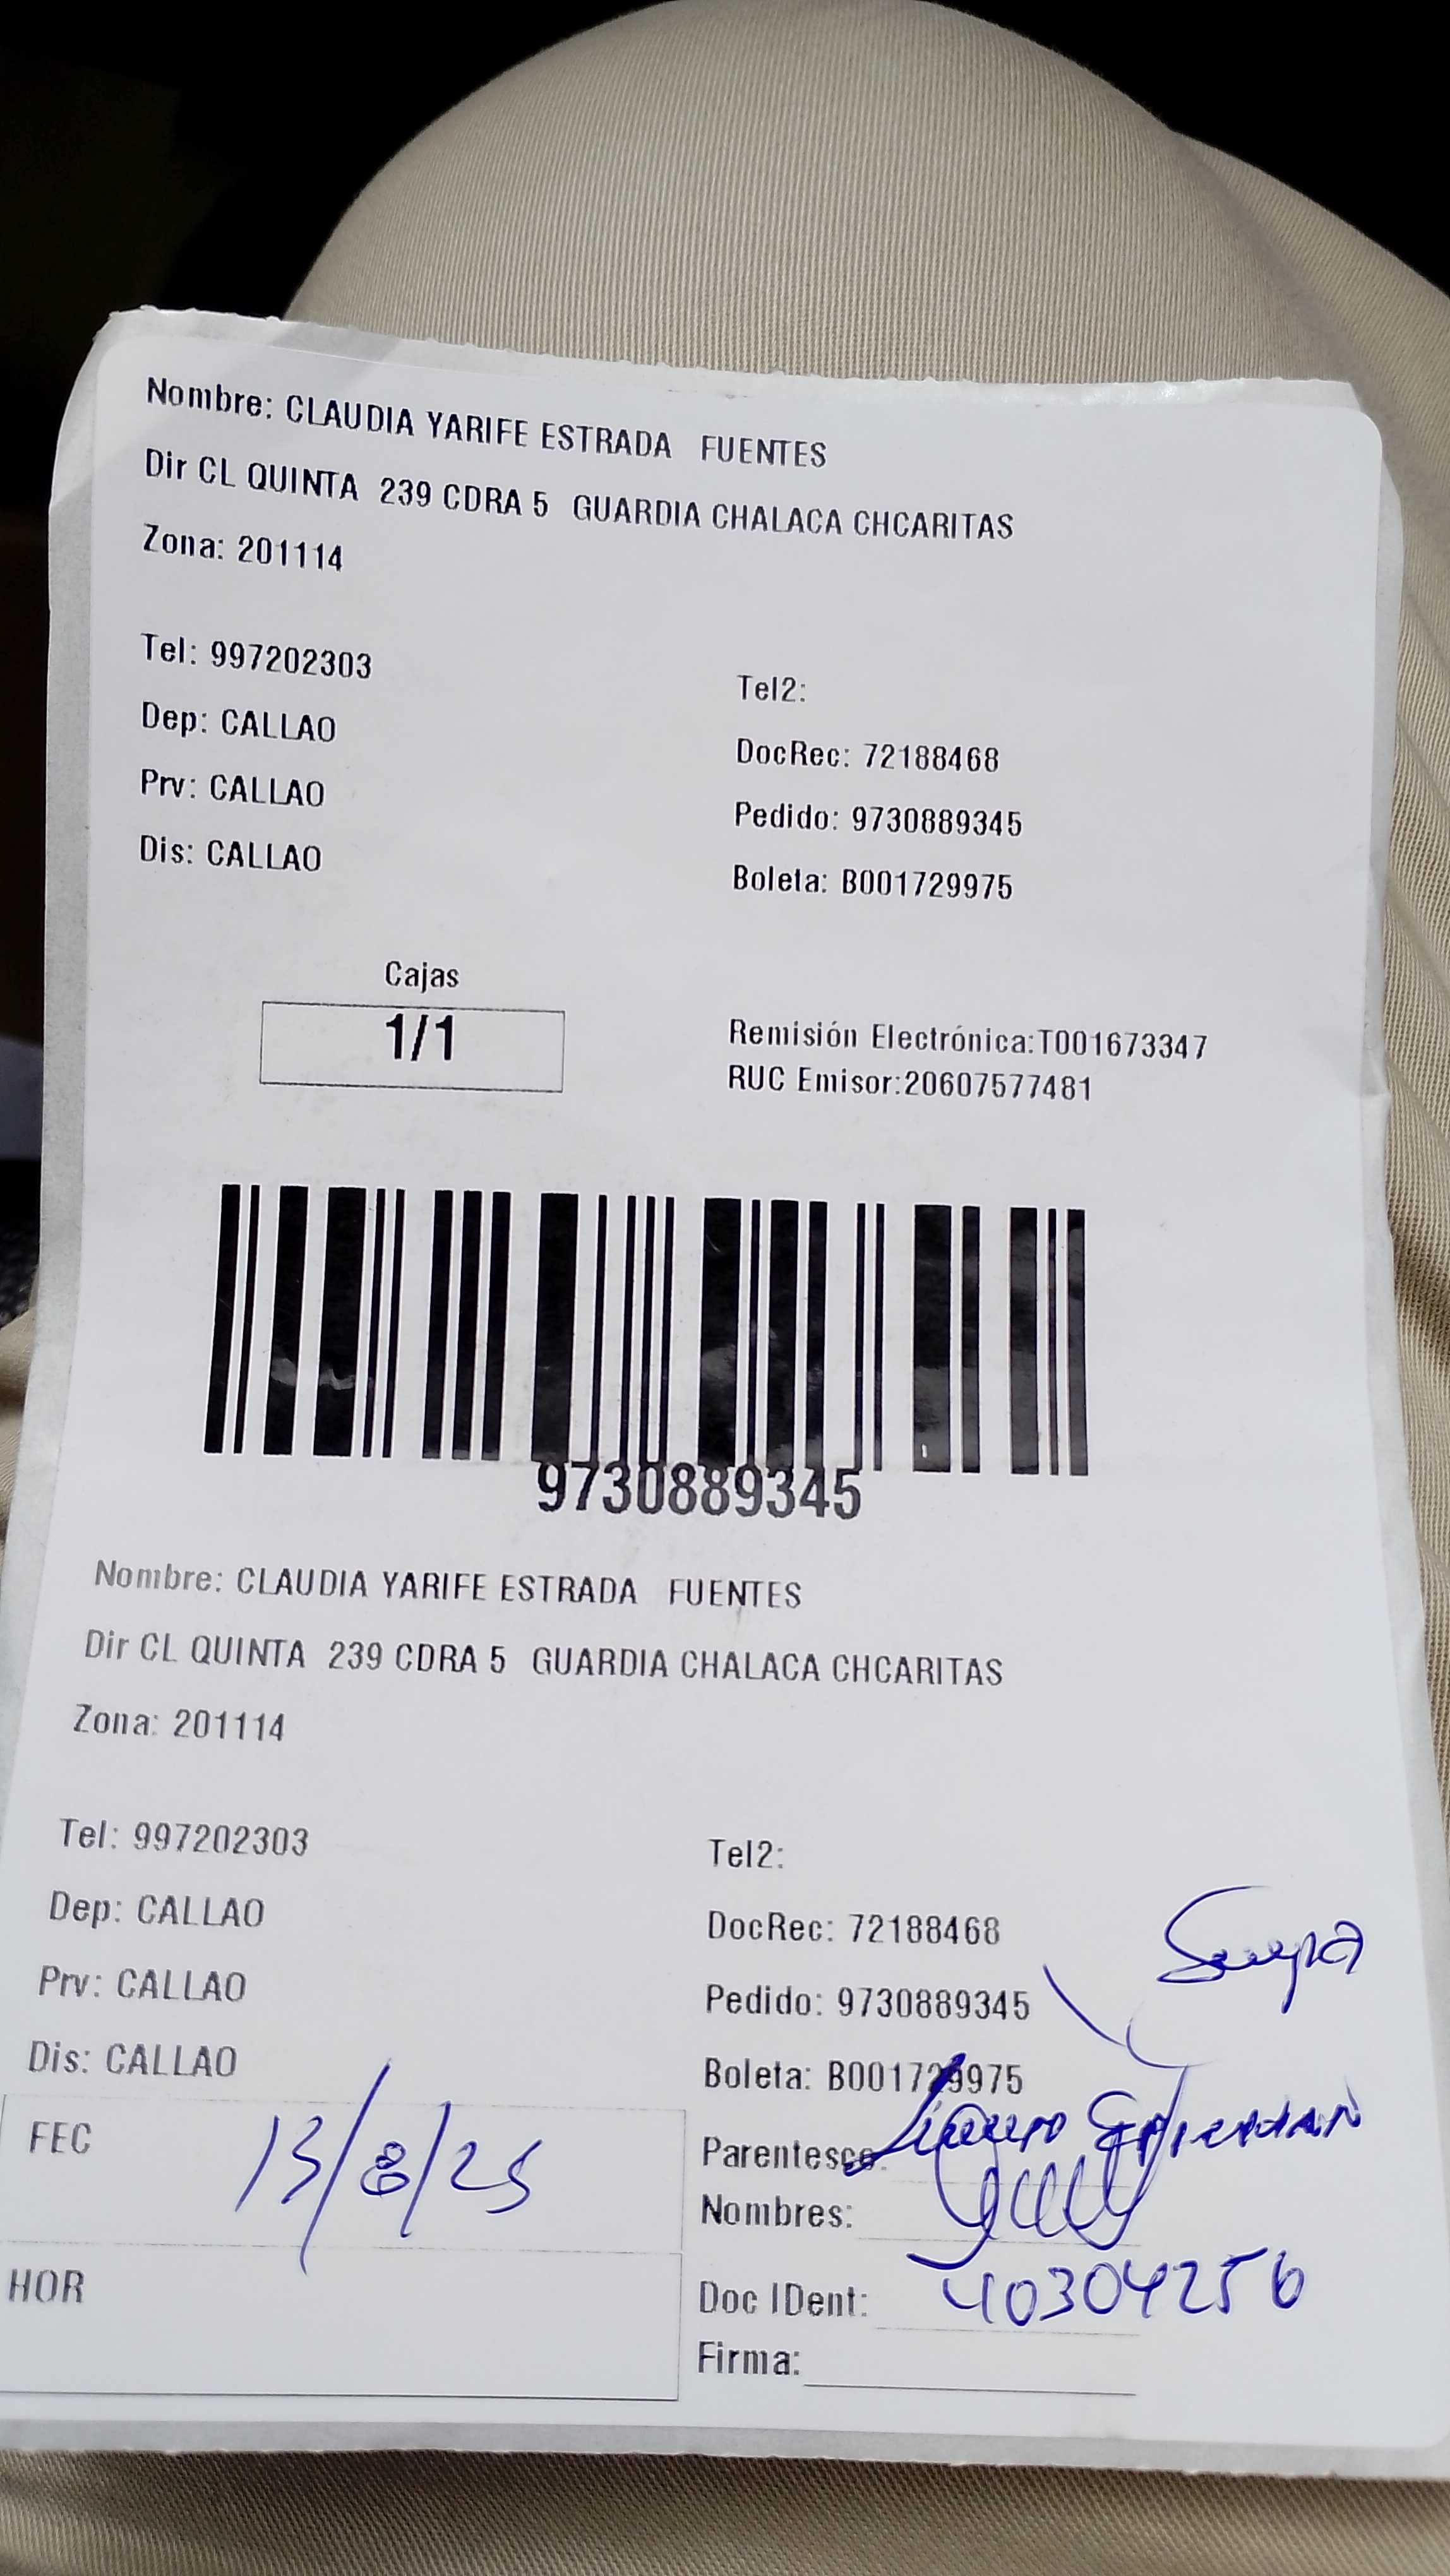 Nombre: CLAUDIA YARIFE ESTRADA FUENTES
Dir CL QUINTA 239 CDRA 5 GUARDIA CHALACA CHCARITAS
Zona: 201114
Tel: 997202303
Tel2:
Dep: CALLAO
DocRec: 72188468
Prv: CALLAO
Pedido: 9730889345
Dis: CALLAO
Boleta: B001729975
Cajas
1/1
Remisión Electrónica:T001673347
RUC Emisor:20607577481
9730889345
Nombre: CLAUDIA YARIFE ESTRADA FUENTES
Dir CL QUINTA 239 CDRA 5 GUARDIA CHALACA CHCARITAS
Zona: 201114
Tel: 997202303
Tel2:
Dep: CALLAO
DocRec: 72188468
Prv: CALLAO
Pedido: 9730889345
Dis: CALLAO
Boleta: B001729975
FEC 13/8/25
Parentesco:
Nombres:
HOR
Doc IDent: 40304256
Firma: